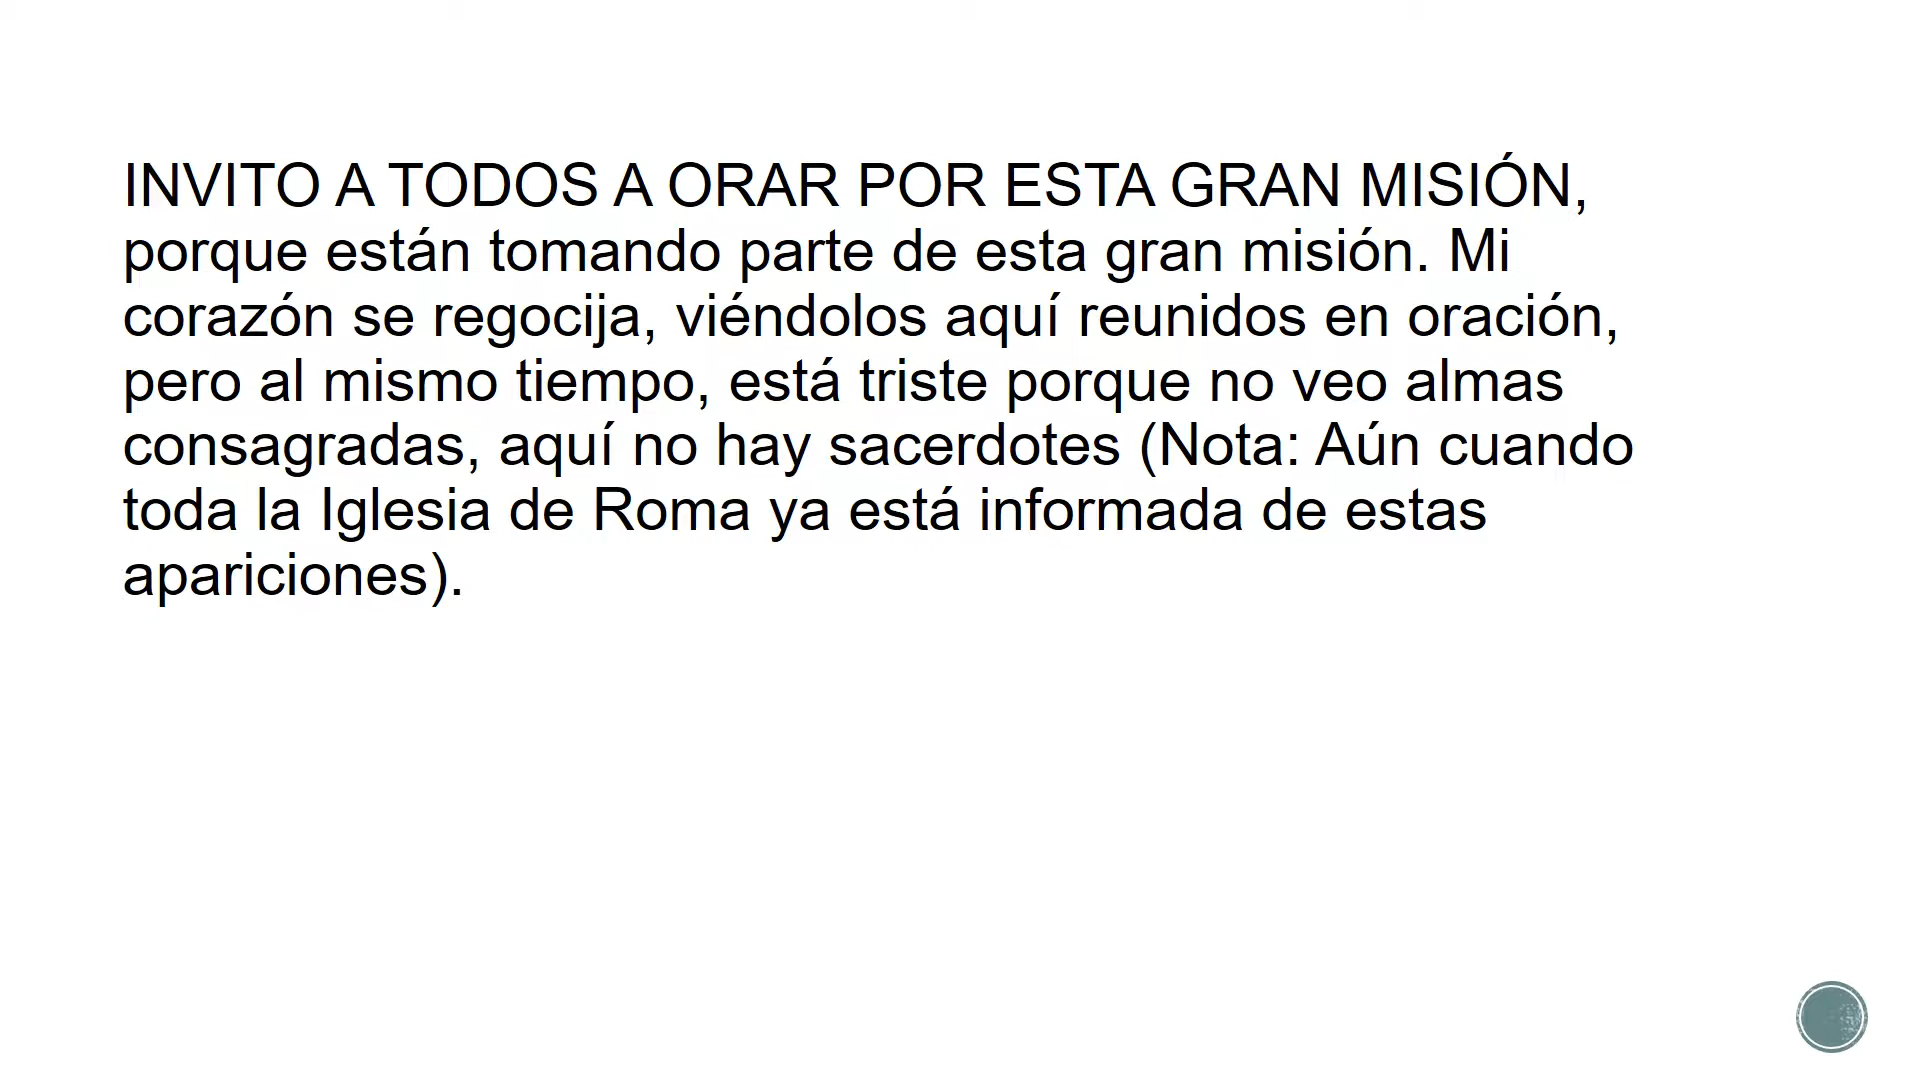 INVITO A TODOS A ORAR POR ESTA GRAN MISIÓN,
porque están tomando parte de esta gran misión. Mi
corazón se regocija, viéndolos aquí reunidos en oración,
pero al mismo tiempo, está triste porque no veo almas
consagradas, aquí no hay sacerdotes (Nota: Aún cuando
toda la Iglesia de Roma ya está informada de estas
apariciones).